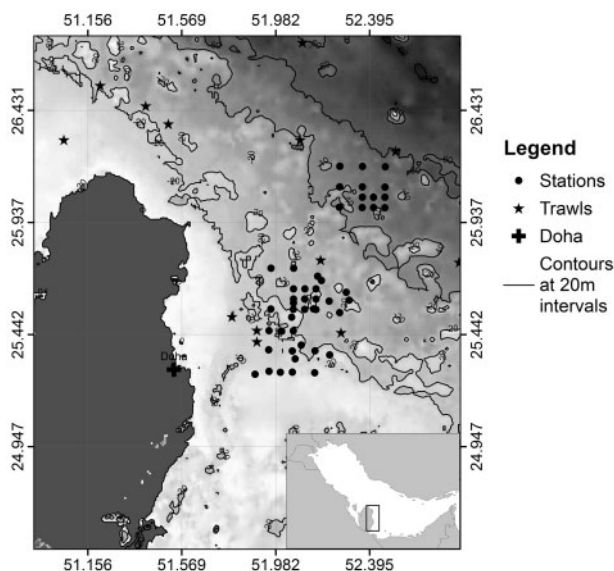 51.156 51.569 51.982 52.395
26.431 26.431
25.937 25.937
25.442 25.442
24.947 24.947
Doha
51.156 51.569 51.982 52.395
Legend
Stations
Trawls
Doha
Contours
at 20m
intervals